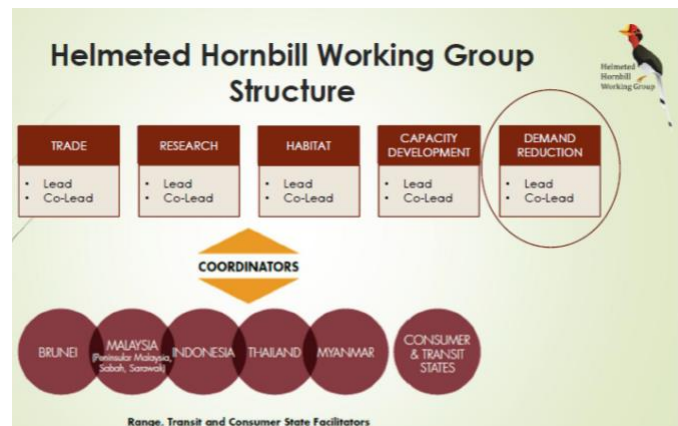 Helmeted Hornbill Working Group
Structure
Helmeted
Hornbill
Working Group
TRADE
• Lead
• Co-Lead
RESEARCH
• Lead
• Co-Lead
HABITAT
• Lead
• Co-Lead
CAPACITY
DEVELOPMENT
• Lead
• Co-Lead
DEMAND
REDUCTION
• Lead
• Co-Lead
COORDINATORS
BRUNEI
MALAYSIA
(Peninsular Malaysia,
Sabah, Sarawak)
INDONESIA
THAILAND
MYANMAR
CONSUMER
& TRANSIT
STATES
Range, Transit and Consumer State Facilitators